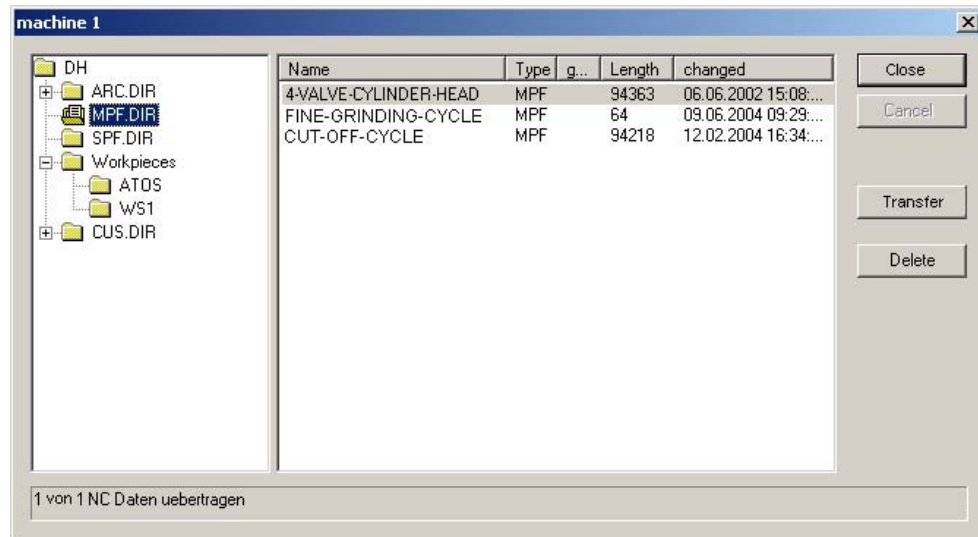 machine 1
DH
ARC.DIR
MPF.DIR
SPF.DIR
Workpieces
ATOS
WS1
CUS.DIR
Name Type g... Length changed
4-VALVE-CYLINDER-HEAD MPF 94363 06.06.2002 15:08:...
FINE-GRINDING-CYCLE MPF 64 09.06.2004 09:29:...
CUT-OFF-CYCLE MPF 94218 12.02.2004 16:34:...
Close
Cancel
Transfer
Delete
1 von 1 NC Daten uebertragen